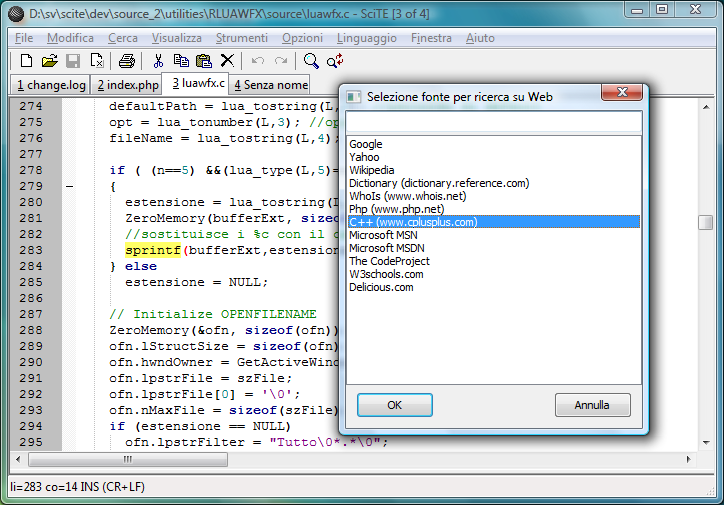 D:\sv\scite\dev\source_2\utilities\RLUAWFX\source\luawfx.c - SciTE [3 of 4]
File Modifica Cerca Visualizza Strumenti Opzioni Linguaggio Finestra Aiuto
1 change.log 2 index.php 3 luawfx.c 4 Senza nome
274 defaultPath = lua_tostring(L,
275 opt = lua_tonumber(L,3); //op
276 fileName = lua_tostring(L,4);
277
278 if ( (n==5) &&(lua_type(L,5)=
279 {
280 estensione = lua_tostring(L
281 ZeroMemory(bufferExt, sizeo
282 //sostituisce i %c con il c
283 sprintf(bufferExt,estension
284 } else
285 estensione = NULL;
286
287 // Initialize OPENFILENAME
288 ZeroMemory(&ofn, sizeof(ofn))
289 ofn.lStructSize = sizeof(ofn)
290 ofn.hwndOwner = GetActiveWind
291 ofn.lpstrFile = szFile;
292 ofn.lpstrFile[0] = '\0';
293 ofn.nMaxFile = sizeof(szFile)
294 if (estensione == NULL)
295 ofn.lpstrFilter = "Tutto\0*.*\0";
li=283 co=14 INS (CR+LF)
Selezione fonte per ricerca su Web
Google
Yahoo
Wikipedia
Dictionary (dictionary.reference.com)
WhoIs (www.whois.net)
Php (www.php.net)
C++ (www.cplusplus.com)
Microsoft MSN
Microsoft MSDN
The CodeProject
W3schools.com
Delicious.com
OK Annulla